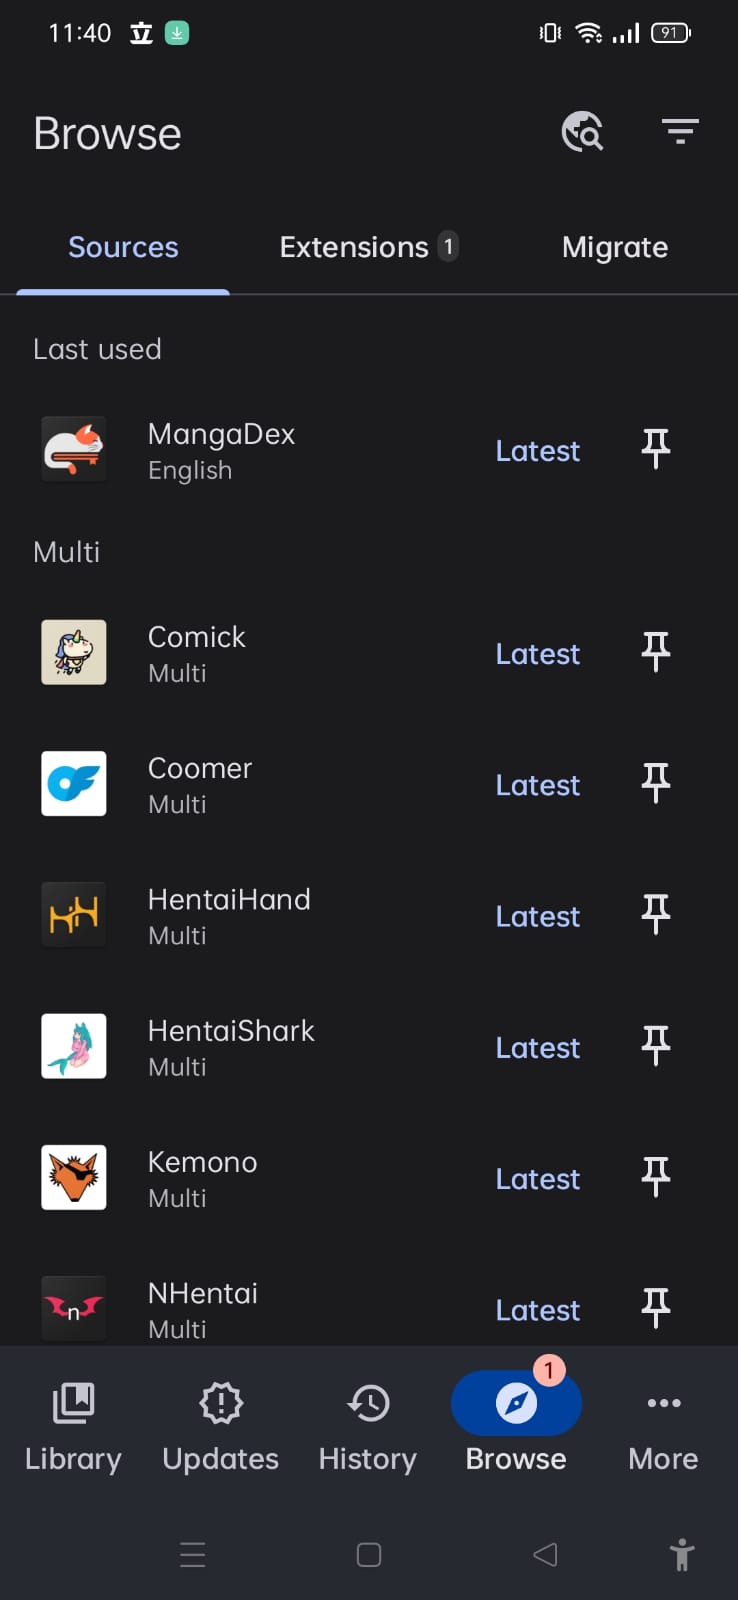 11:40 立 91
Browse
Sources Extensions 1 Migrate
Last used
MangaDex
English
Latest
Multi
Comick
Multi
Latest
Coomer
Multi
Latest
HentaiHand
Multi
Latest
HentaiShark
Multi
Latest
Kemono
Multi
Latest
n
NHentai
Multi
Latest
1
Library Updates History Browse More